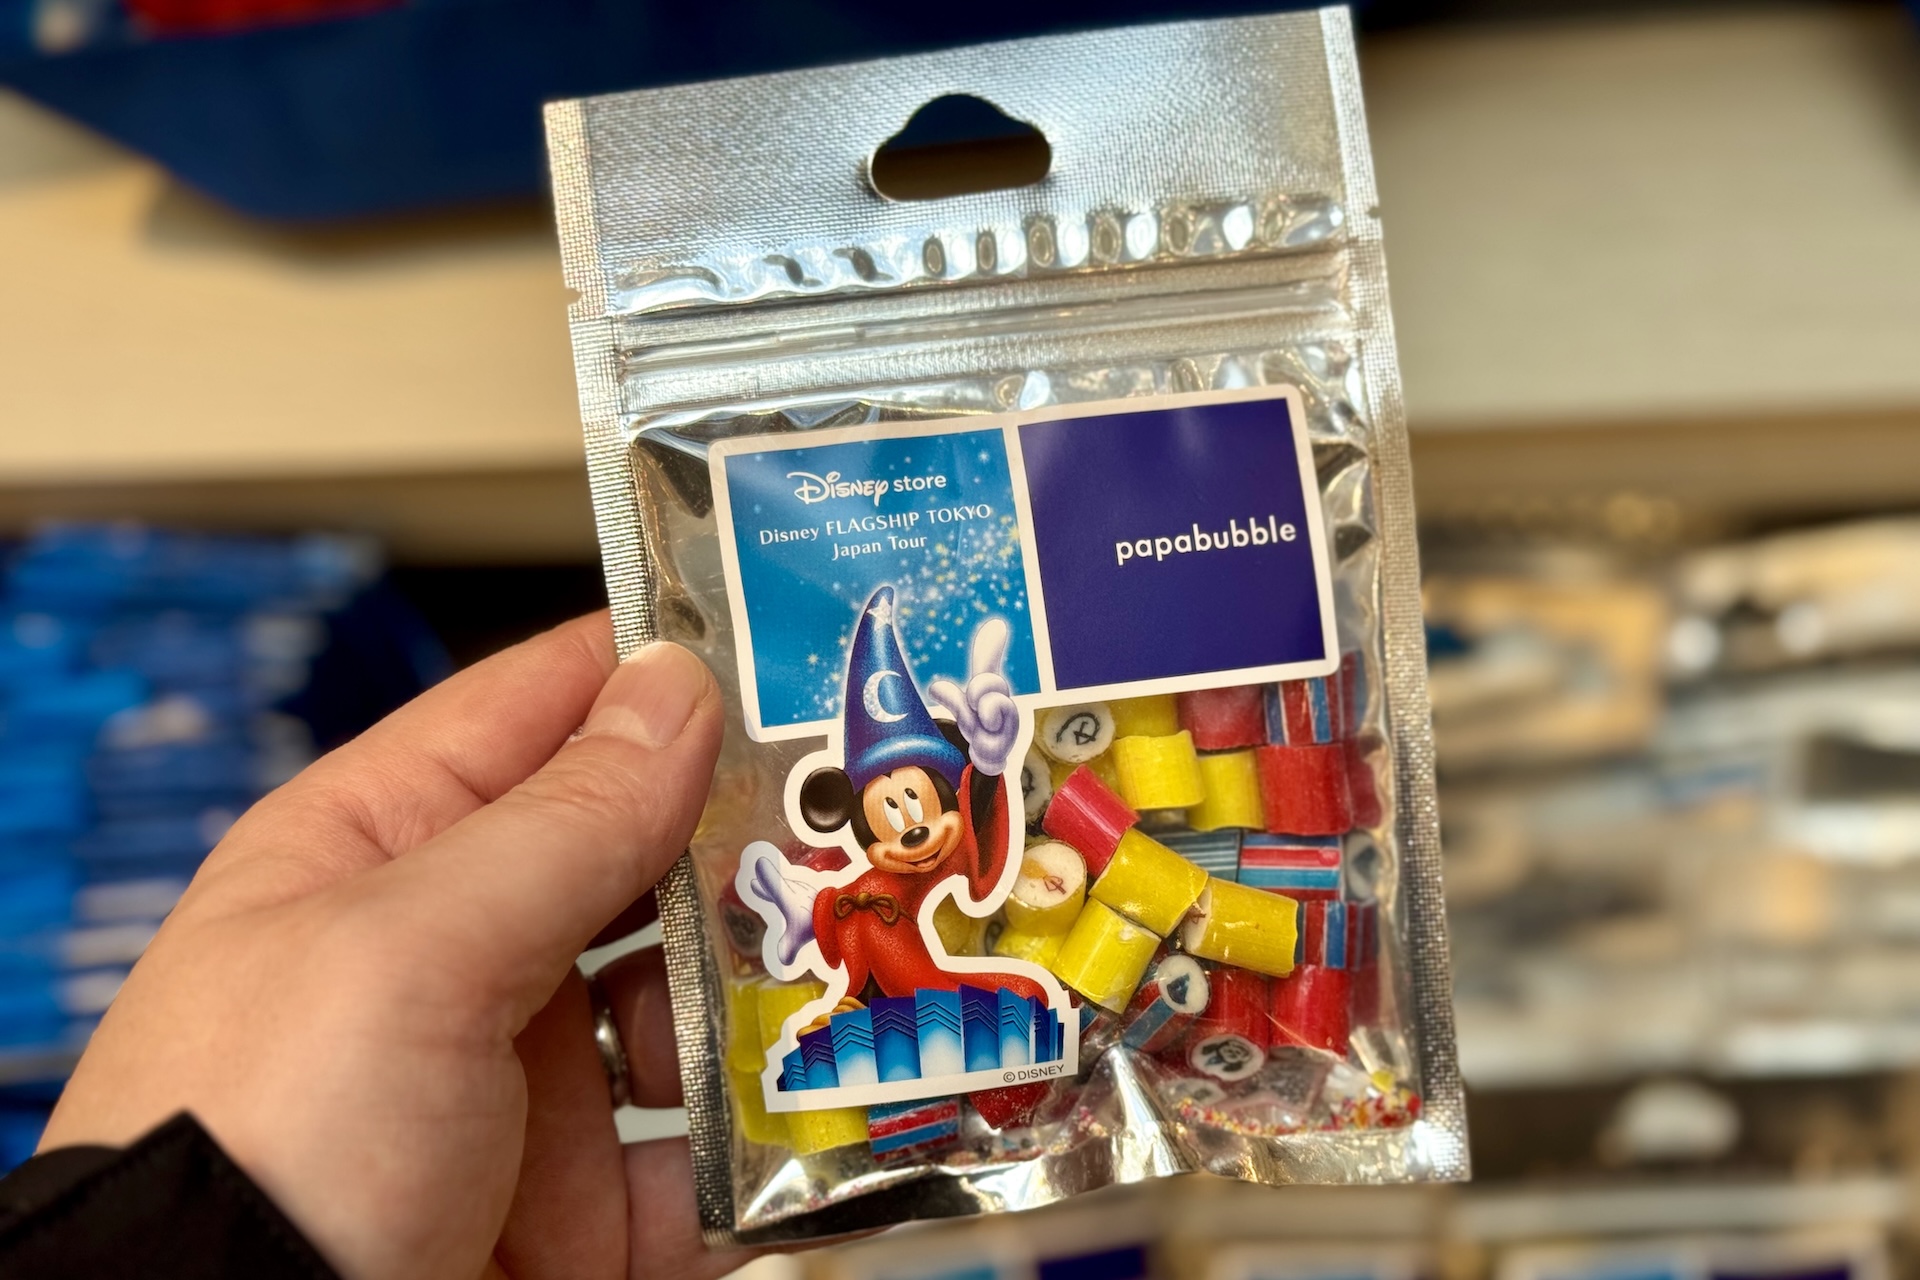 Disney store
Disney FLAGSHIP TOKYO
Japan Tour
papabubble
© DISNEY